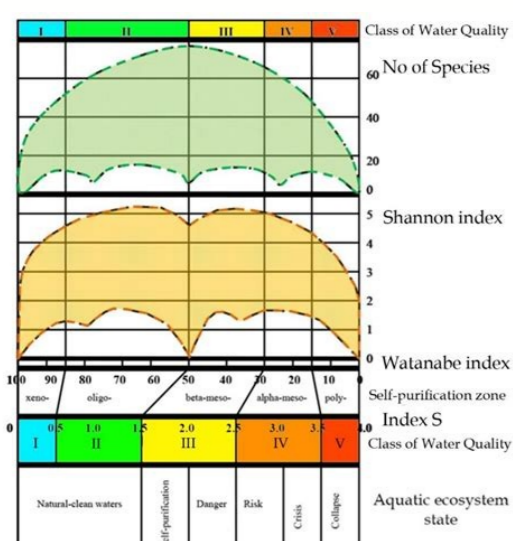 I II III IV V Class of Water Quality
No of Species
60
40
20
0
Shannon index
5
4
3
2
1
0
Watanabe index
100 90 80 70 60 50 40 30 20 10 0
xeno- oligo- beta-meso- alpha-meso- poly- Self-purification zone
Index S
0 0.5 1.0 1.5 2.0 2.5 3.0 3.5 4.0
I II III IV V Class of Water Quality
Natural-clean waters
elf-purification
Danger
Risk
Crisis
Collapse
Aquatic ecosystem
state